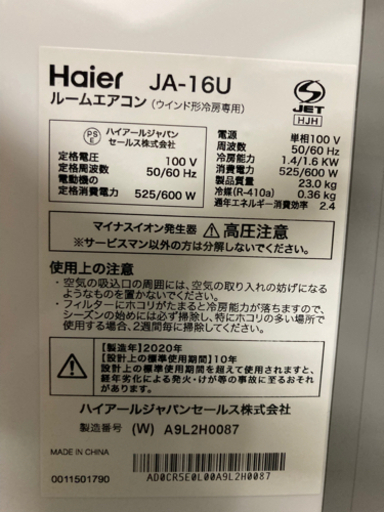 Haier JA-16U
ルームエアコン (ウインド形冷房専用)
S
JET
HJH
PS
E
ハイアールジャパン
セールス株式会社
定格電圧 100 V
定格周波数 50/60 Hz
電動機の
定格消費電力 525/600 W
電源 単相100 V
周波数 50/60 Hz
冷房能力 1.4/1.6 KW
消費電力 525/600 W
製品質量 23.0 kg
冷媒(R-410a) 0.36 kg
通年エネルギー消費効率 2.4
マイナスイオン発生器 高圧注意
※サービスマン以外の方は分解しないでください。
使用上の注意
・空気の吸込口の周囲には、空気の取り入れの妨げになる
ようなものを置かないでください。
・フィルターにホコリがたまると冷房能力が落ちますので、
シーズンの始めには必ず掃除し、特にホコリの多い場所で
使用する場合、2週間毎に掃除してください。
【製造年】2020年
【設計上の標準使用期間】10年
設計上の標準使用期間を超えて使用されると、
経年劣化による発火・けが等の事故に至るおそれ
があります。
ハイアールジャパンセールス株式会社
製造番号 (W) A9L2H0087
MADE IN CHINA
0011501790
AD0CR5E0L00A9L2H0087